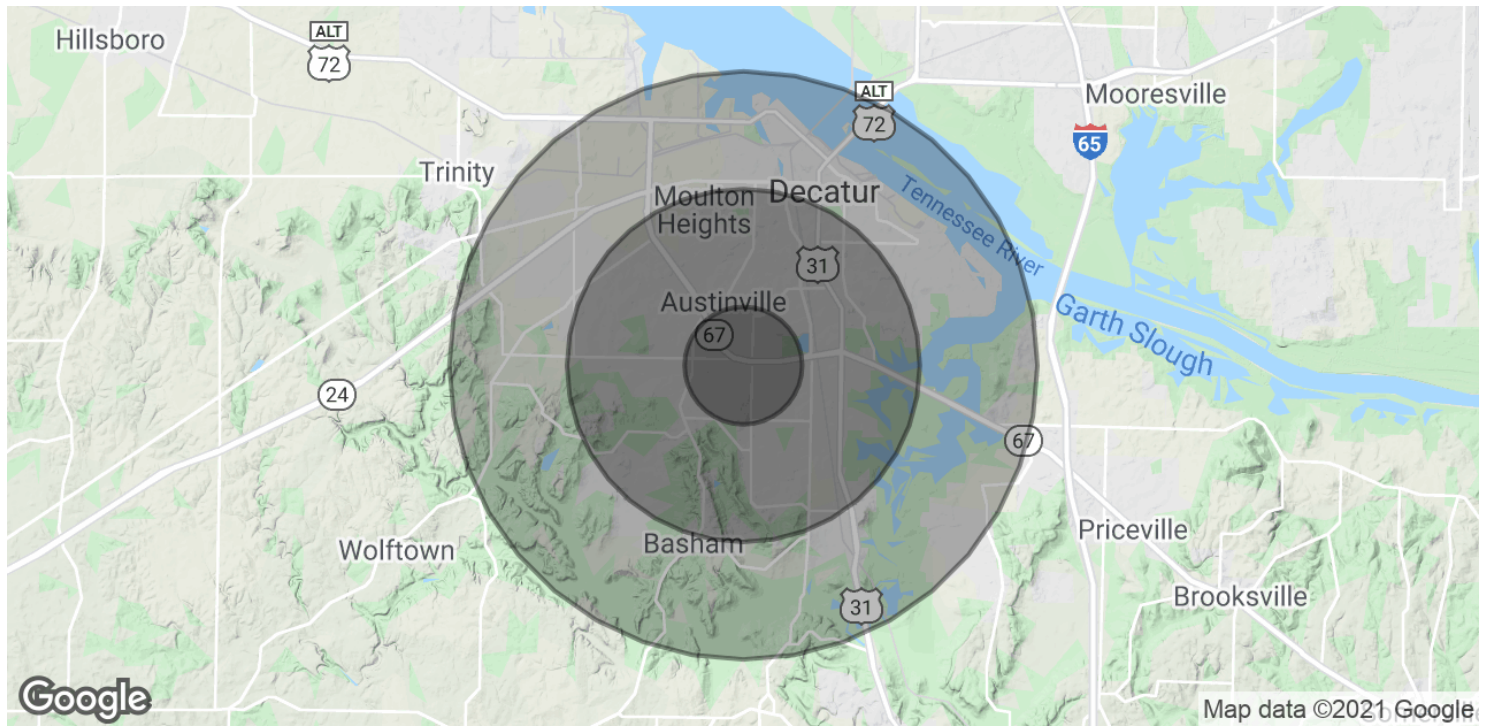 Hillsboro
ALT
72
ALT
72
Mooresville
65
Trinity
Moulton
Heights
Decatur
Tennessee River
31
Austinville
67
Garth Slough
24
67
Wolftown
Basham
Priceville
31
Brooksville
Google
Map data ©2021 Google